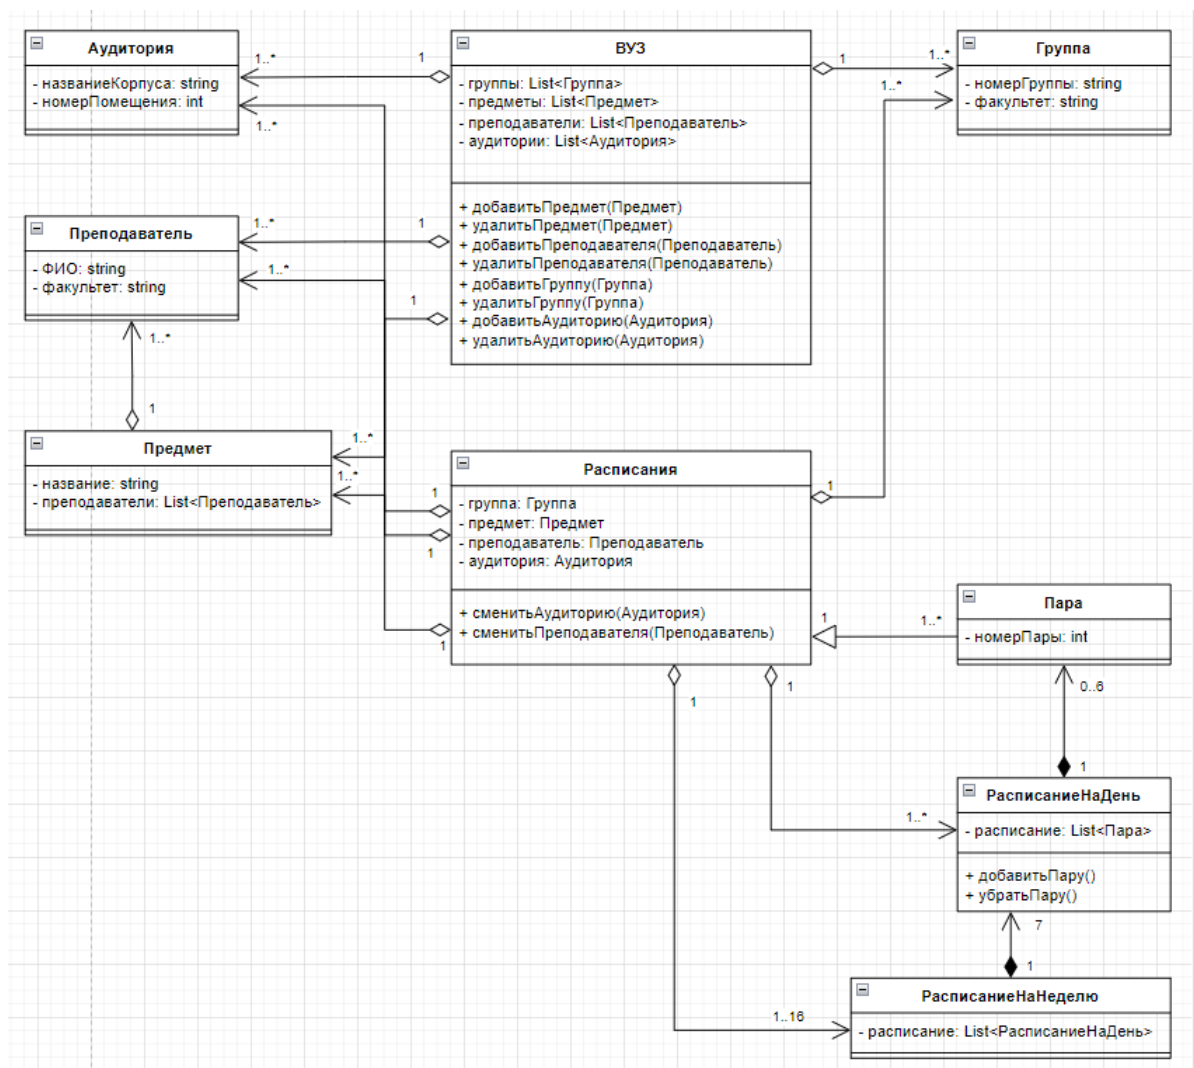 Аудитория
- названиеКорпуса: string
- номерПомещения: int
1..*
1
1..*
ВУЗ
- группы: List<Группа>
- предметы: List<Предмет>
- преподаватели: List<Преподаватель>
- аудитории: List<Аудитория>
+ добавитьПредмет(Предмет)
+ удалитьПредмет(Предмет)
+ добавитьПреподавателя(Преподаватель)
+ удалитьПреподавателя(Преподаватель)
+ добавитьГруппу(Группа)
+ удалитьГруппу(Группа)
+ добавитьАудиторию(Аудитория)
+ удалитьАудиторию(Аудитория)
1
1..*
1..*
Группа
- номерГруппы: string
- факультет: string
Преподаватель
- ФИО: string
- факультет: string
1..*
1
1..*
1
1..*
1
Предмет
- название: string
- преподаватели: List<Преподаватель>
1..*
1..*
1
1
1
Расписания
- группа: Группа
- предмет: Предмет
- преподаватель: Преподаватель
- аудитория: Аудитория
+ сменитьАудиторию(Аудитория)
+ сменитьПреподавателя(Преподаватель)
1
1
1..*
Пара
- номерПары: int
0..6
1
1
1
1..*
РасписаниеНаДень
- расписание: List<Пара>
+ добавитьПару()
+ убратьПару()
7
1
1..16
РасписаниеНаНеделю
- расписание: List<РасписаниеНаДень>